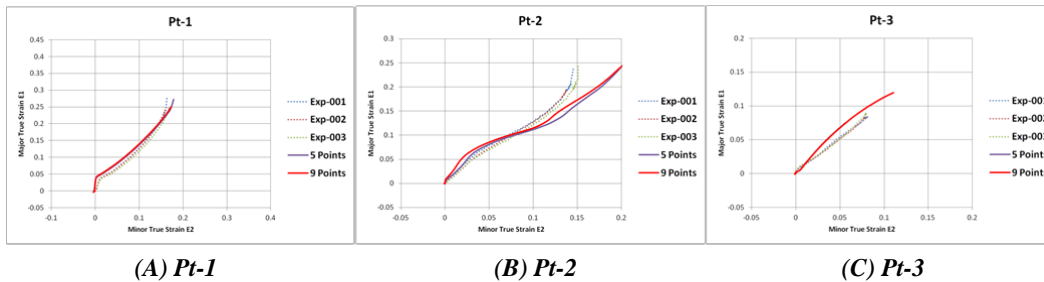 Pt-1
0.45
0.4
0.35
0.3
0.25
0.2
0.15
0.1
0.05
0
-0.05
-0.1
0
0.1
0.2
0.3
0.4
Major True Strain E1
Minor True Strain E2
Exp-001
Exp-002
Exp-003
5 Points
9 Points
Pt-2
0.3
0.25
0.2
0.15
0.1
0.05
0
-0.05
-0.05
0
0.05
0.1
0.15
0.2
Major True Strain E1
Minor True Strain E2
Exp-001
Exp-002
Exp-003
5 Points
9 Points
Pt-3
0.2
0.15
0.1
0.05
0
-0.05
-0.05
0
0.05
0.1
0.15
0.2
Major True Strain E1
Minor True Strain E2
Exp-001
Exp-002
Exp-003
5 Points
9 Points
(A) Pt-1
(B) Pt-2
(C) Pt-3